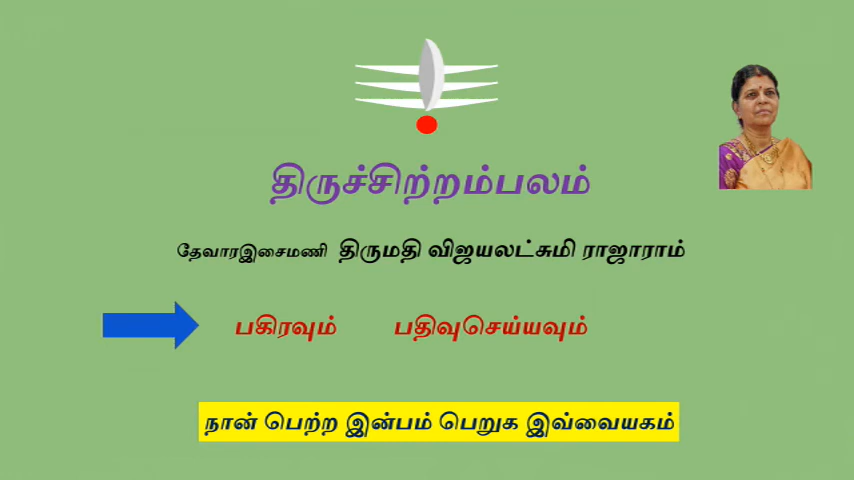 திருச்சிற்றம்பலம்
தேவாரஇசைமணி திருமதி விஜயலட்சுமி ராஜாராம்
பகிரவும் பதிவுசெய்யவும்
நான் பெற்ற இன்பம் பெறுக இவ்வையகம்